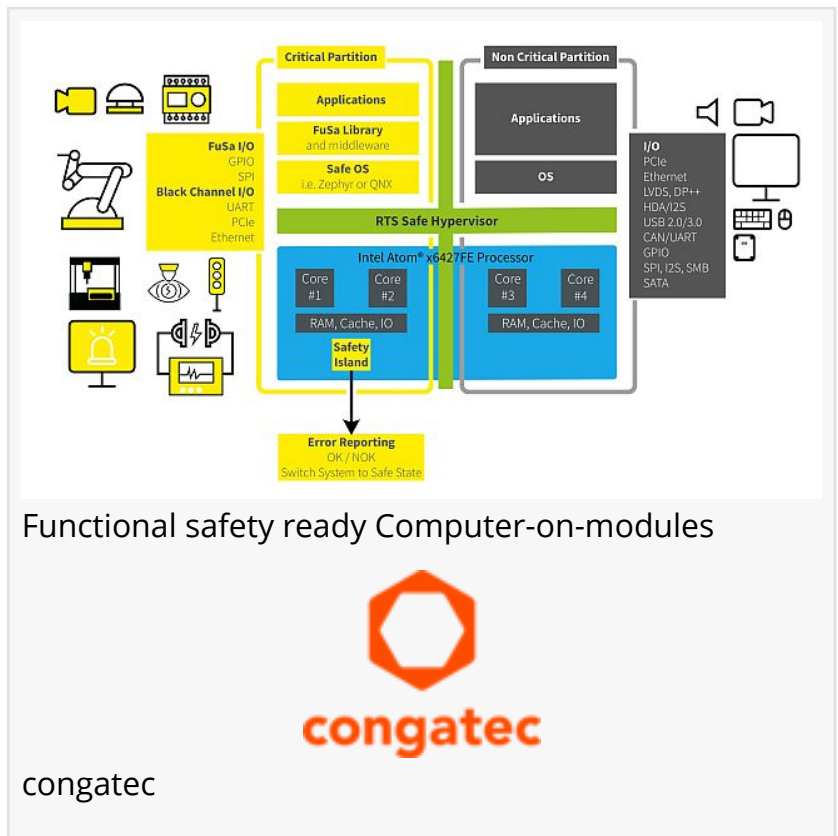 Critical Partition
Non Critical Partition
Applications
FuSa Library
and middleware
Safe OS
i.e. Zephyr or QNX
Applications
OS
FuSa I/O
GPIO
SPI
Black Channel I/O
UART
PCIe
Ethernet
I/O
PCIe
Ethernet
LVDS, DP++
HDA/I2S
USB 2.0/3.0
CAN/UART
GPIO
SPI, I2S, SMB
SATA
RTS Safe Hypervisor
Intel Atom® x6427FE Processor
Core
#1
Core
#2
Core
#3
Core
#4
RAM, Cache, IO
RAM, Cache, IO
Safety
Island
Error Reporting
OK / NOK
Switch System to Safe State
Functional safety ready Computer-on-modules
congatec
congatec